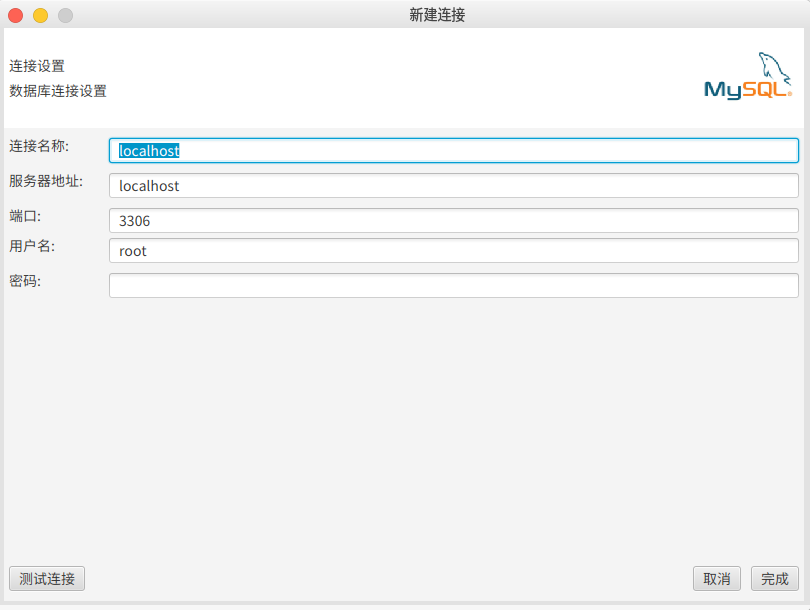 新建连接
连接设置
数据库连接设置
MySQL®
连接名称: localhost
服务器地址: localhost
端口: 3306
用户名: root
密码:
测试连接 取消 完成